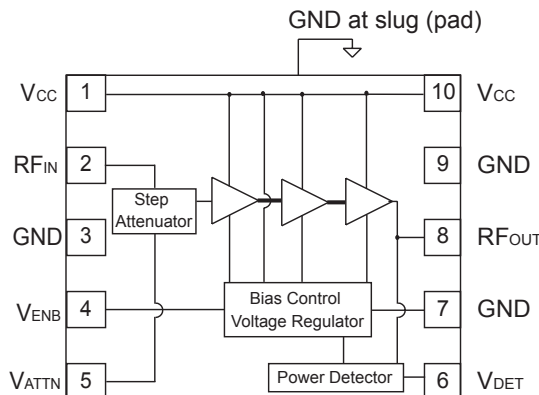 GND at slug (pad)
VCC 1
10 VCC
RFIN 2
9 GND
Step
Attenuator
GND 3
8 RFOUT
VENB 4
Bias Control
Voltage Regulator
7 GND
VATTN 5
Power Detector
6 VDET